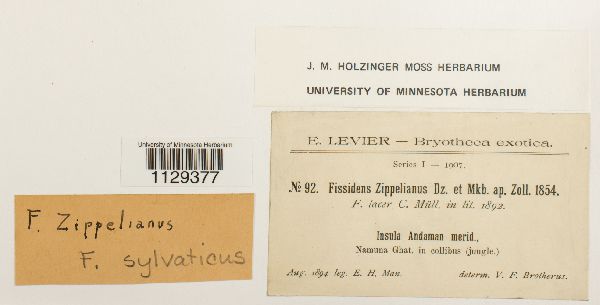 J. M. HOLZINGER MOSS HERBARIUM
UNIVERSITY OF MINNESOTA HERBARIUM
E. LEVIER — Bryotheca exotica.
Series I — 1907.
№ 92. Fissidens Zippelianus Dz. et Mkb. ap. Zoll. 1854.
F. lacer C. Müll. in lit. 1892.
Insula Andaman merid.,
Namuna Ghat. in collibus (jungle.)
Aug. 1894 leg. E. H. Man. determ. V. F. Brotherus.
University of Minnesota Herbarium
1129377
F. Zippelianus
F. sylvaticus